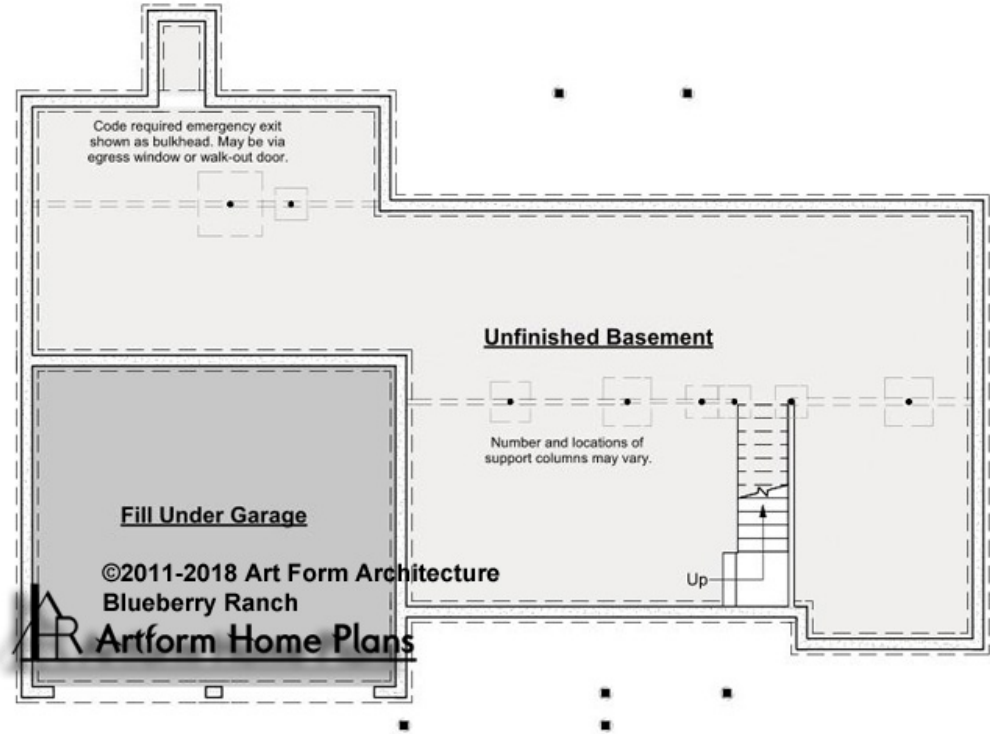 Code required emergency exit
shown as bulkhead. May be via
egress window or walk-out door.
Unfinished Basement
Number and locations of
support columns may vary.
Fill Under Garage
Up
©2011-2018 Art Form Architecture
Blueberry Ranch
AR Artform Home Plans